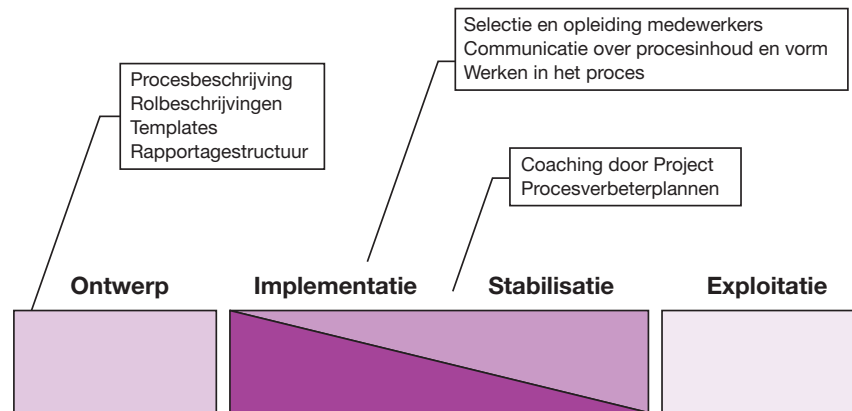 Selectie en opleiding medewerkers
Communicatie over procesinhoud en vorm
Werken in het proces
Procesbeschrijving
Rolbeschrijvingen
Templates
Rapportagestructuur
Coaching door Project
Procesverbeterplannen
Ontwerp
Implementatie
Stabilisatie
Exploitatie